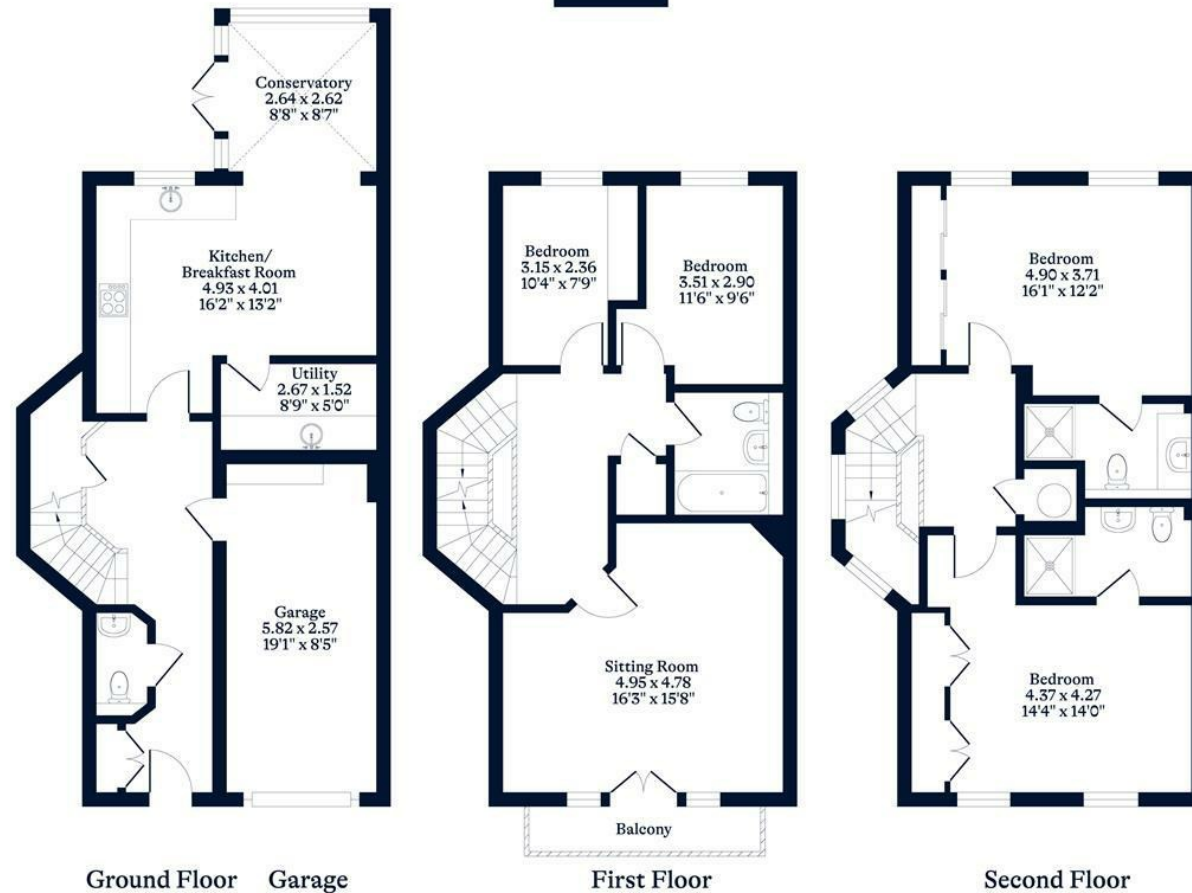 Conservatory
2.64 x 2.62
8'8" x 8'7"
Kitchen/
Breakfast Room
4.93 x 4.01
16'2" x 13'2"
Utility
2.67 x 1.52
8'9" x 5'0"
Garage
5.82 x 2.57
19'1" x 8'5"
Ground Floor
Garage
Bedroom
3.15 x 2.36
10'4" x 7'9"
Bedroom
3.51 x 2.90
11'6" x 9'6"
Sitting Room
4.95 x 4.78
16'3" x 15'8"
Balcony
First Floor
Bedroom
4.90 x 3.71
16'1" x 12'2"
Bedroom
4.37 x 4.27
14'4" x 14'0"
Second Floor